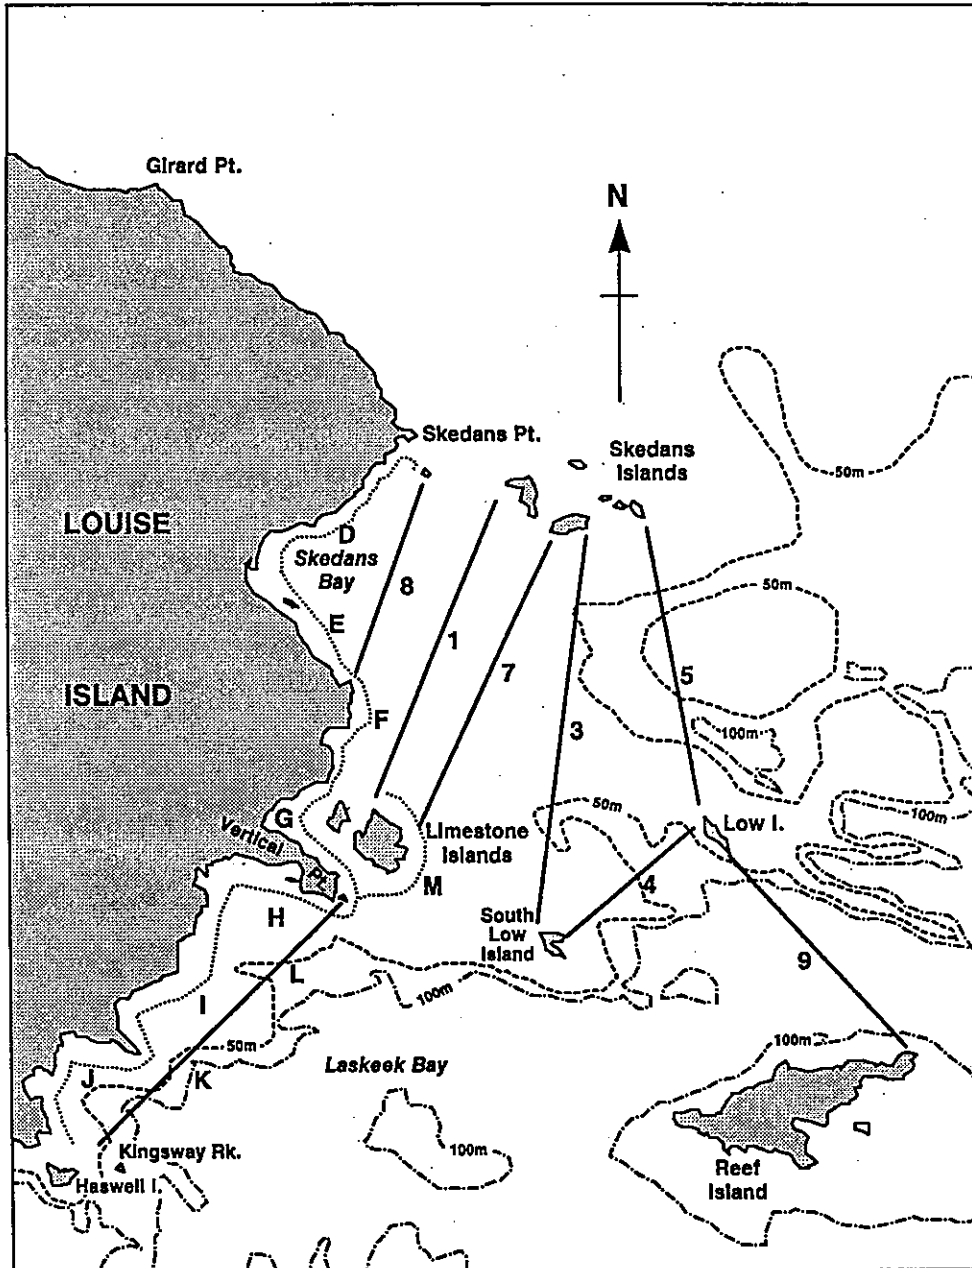 Girard Pt.
N
Skedans Pt.
Skedans
Islands
50m
LOUISE
D
Skedans
Bay
8
50m
E
1
7
5
ISLAND
F
3
100m
50m
100m
G
Vertical
Pt.
Limestone
Islands
Low I.
M
4
H
South
Low
Island
9
L
100m
I
50m
100m
J
K
Laskeek Bay
Kingsway Rk.
100m
Haswell I.
Reef
Island